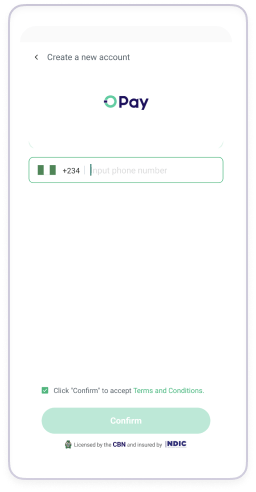 Create a new account
OPay
+234 Input phone number
Click "Confirm" to accept Terms and Conditions.
Confirm
Licensed by the CBN and insured by NDIC